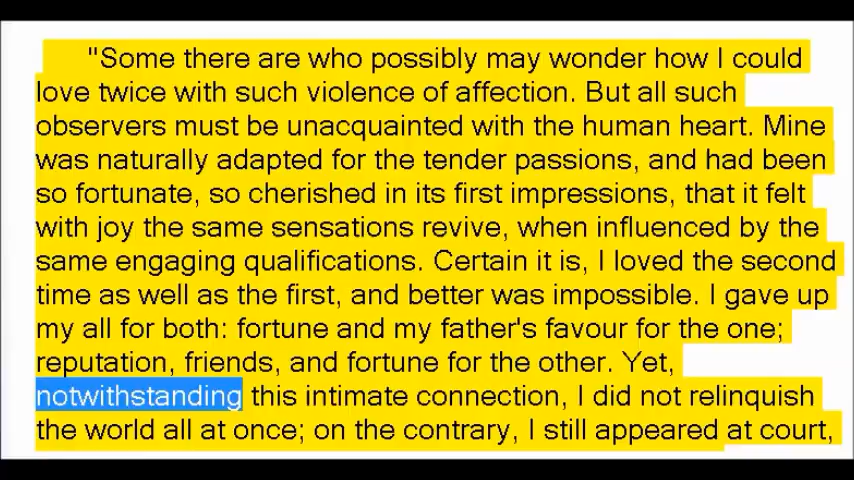 "Some there are who possibly may wonder how I could
love twice with such violence of affection. But all such
observers must be unacquainted with the human heart. Mine
was naturally adapted for the tender passions, and had been
so fortunate, so cherished in its first impressions, that it felt
with joy the same sensations revive, when influenced by the
same engaging qualifications. Certain it is, I loved the second
time as well as the first, and better was impossible. I gave up
my all for both: fortune and my father's favour for the one;
reputation, friends, and fortune for the other. Yet,
notwithstanding this intimate connection, I did not relinquish
the world all at once; on the contrary, I still appeared at court,